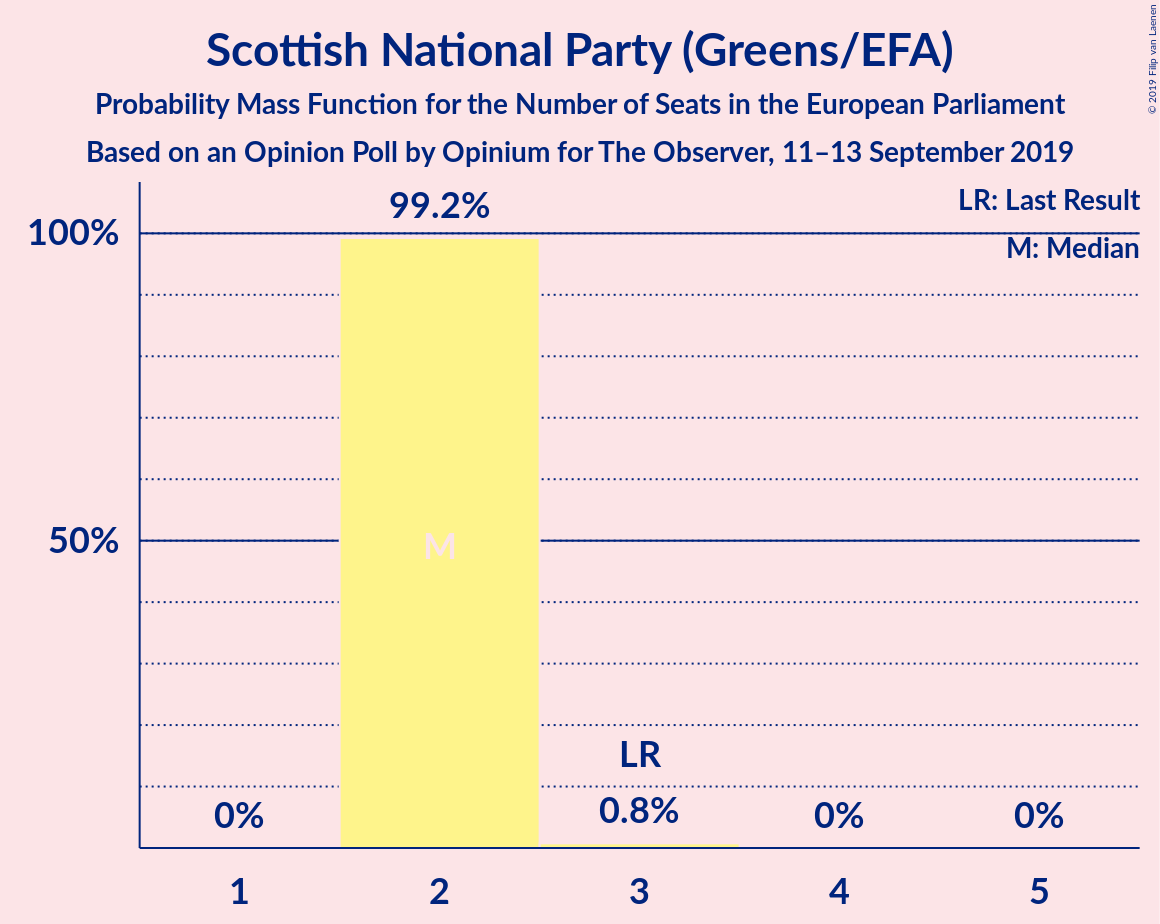 Scottish National Party (Greens/EFA)
Probability Mass Function for the Number of Seats in the European Parliament
Based on an Opinion Poll by Opinium for The Observer, 11–13 September 2019
© 2019 Filip van Laenen
LR: Last Result
M: Median
100%
50%
99.2%
M
LR
0%
0.8%
0%
0%
1
2
3
4
5